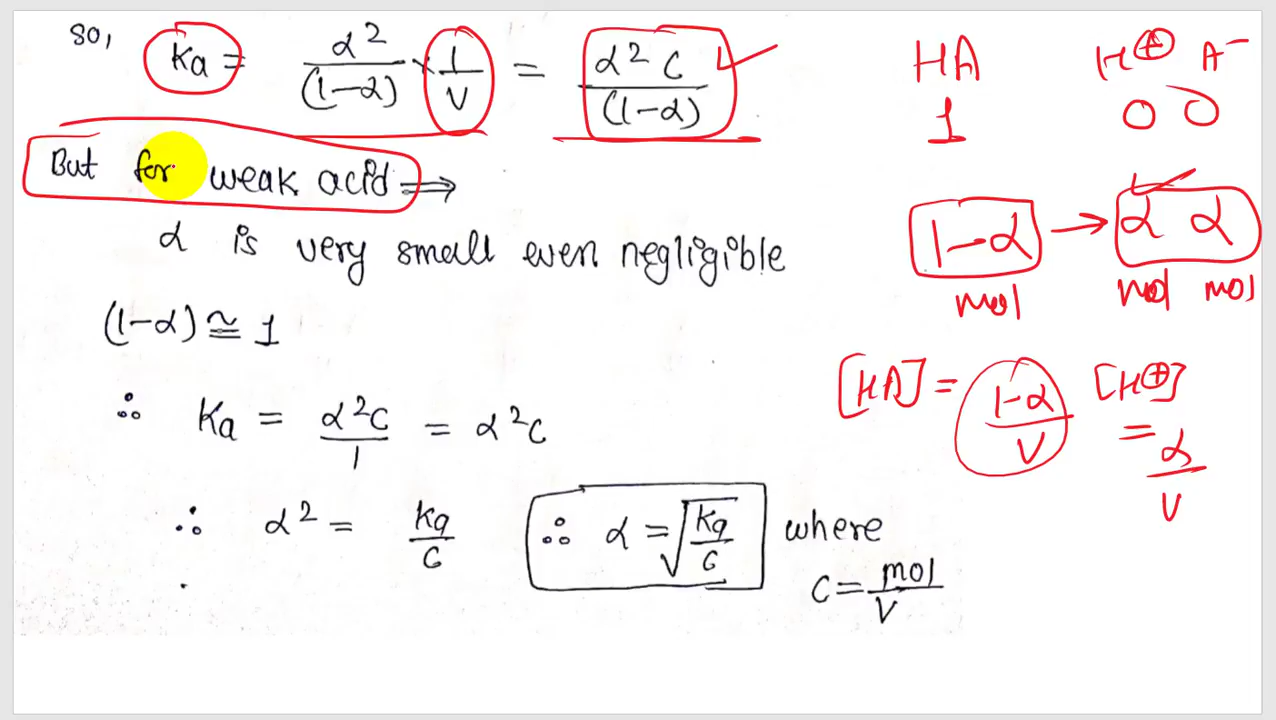 so, Ka = α²/(1-α) × 1/V = α² C/(1-α)
But for weak acid ⇒
α is very small even negligible
(1-α) ≅ 1
∴ Ka = α²C/1 = α²C
∴ α² = Ka/C ∴ α = √(Ka/C) where
C = mol/V
HA H⊕ A⁻
1 0 0
1-α → α α
mol mol mol
[HA] = (1-α)/V [H⊕]
= α/V